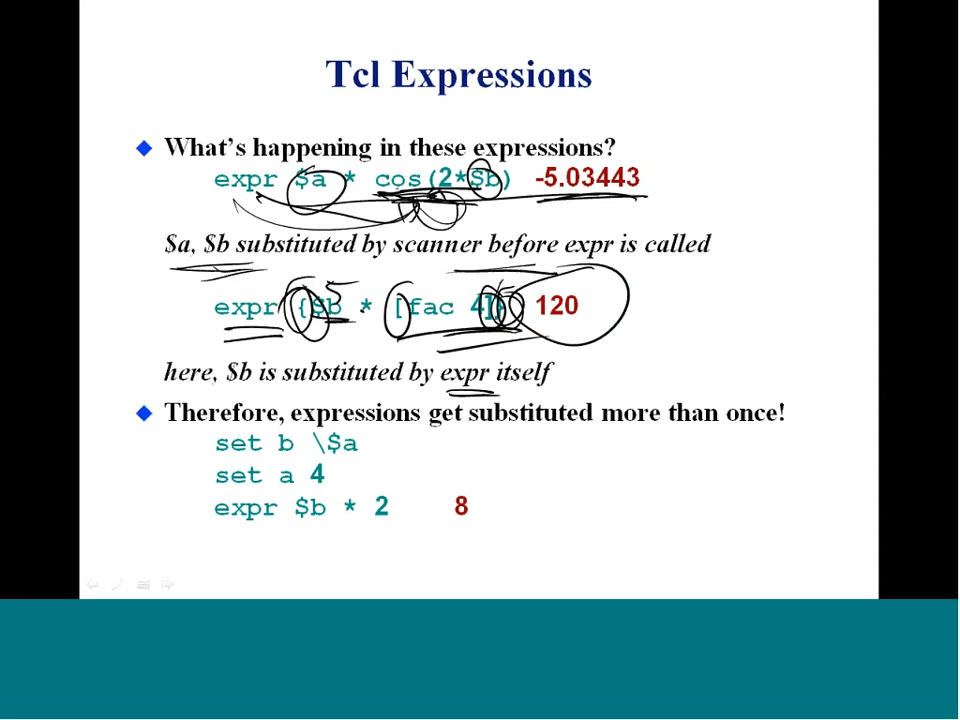 Tcl Expressions
What's happening in these expressions?
expr $a * cos(2*$b) -5.03443
$a, $b substituted by scanner before expr is called
5
expr {$b * [fac 4]} 120
here, $b is substituted by expr itself
Therefore, expressions get substituted more than once!
set b \$a
set a 4
expr $b * 2 8